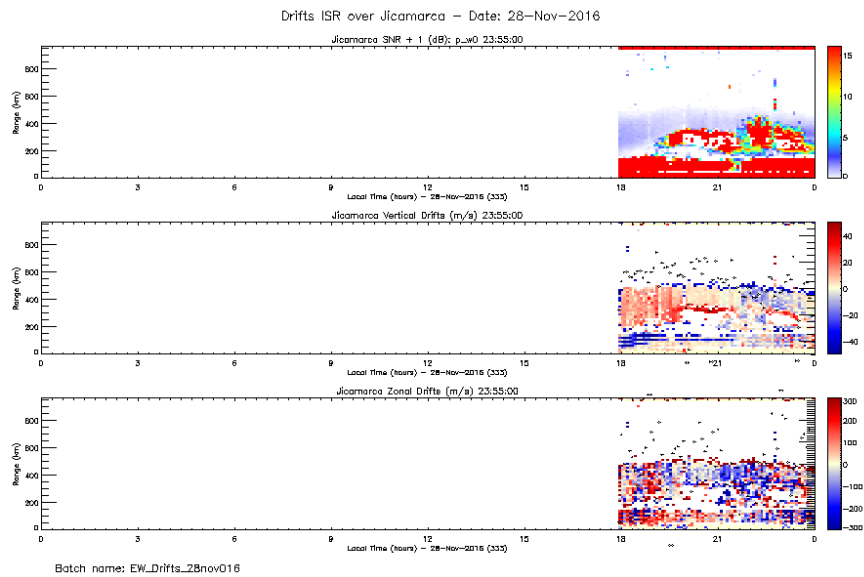 Drifts ISR over Jicamarca - Date: 28-Nov-2016
Jicamarca SNR + 1 (dB): p_w0 23:55:00
Range (km)
800
600
400
200
0
0 3 6 9 12 15 18 21 0
Local Time (hours) - 28-Nov-2016 (333)
15
10
5
0
Jicamarca Vertical Drifts (m/s) 23:55:00
Range (km)
800
600
400
200
0
0 3 6 9 12 15 18 21 0
Local Time (hours) - 28-Nov-2016 (333)
40
20
0
-20
-40
Jicamarca Zonal Drifts (m/s) 23:55:00
Range (km)
800
600
400
200
0
0 3 6 9 12 15 18 21 0
Local Time (hours) - 28-Nov-2016 (333)
300
200
100
0
-100
-200
-300
Batch name: EW_Drifts_28nov016